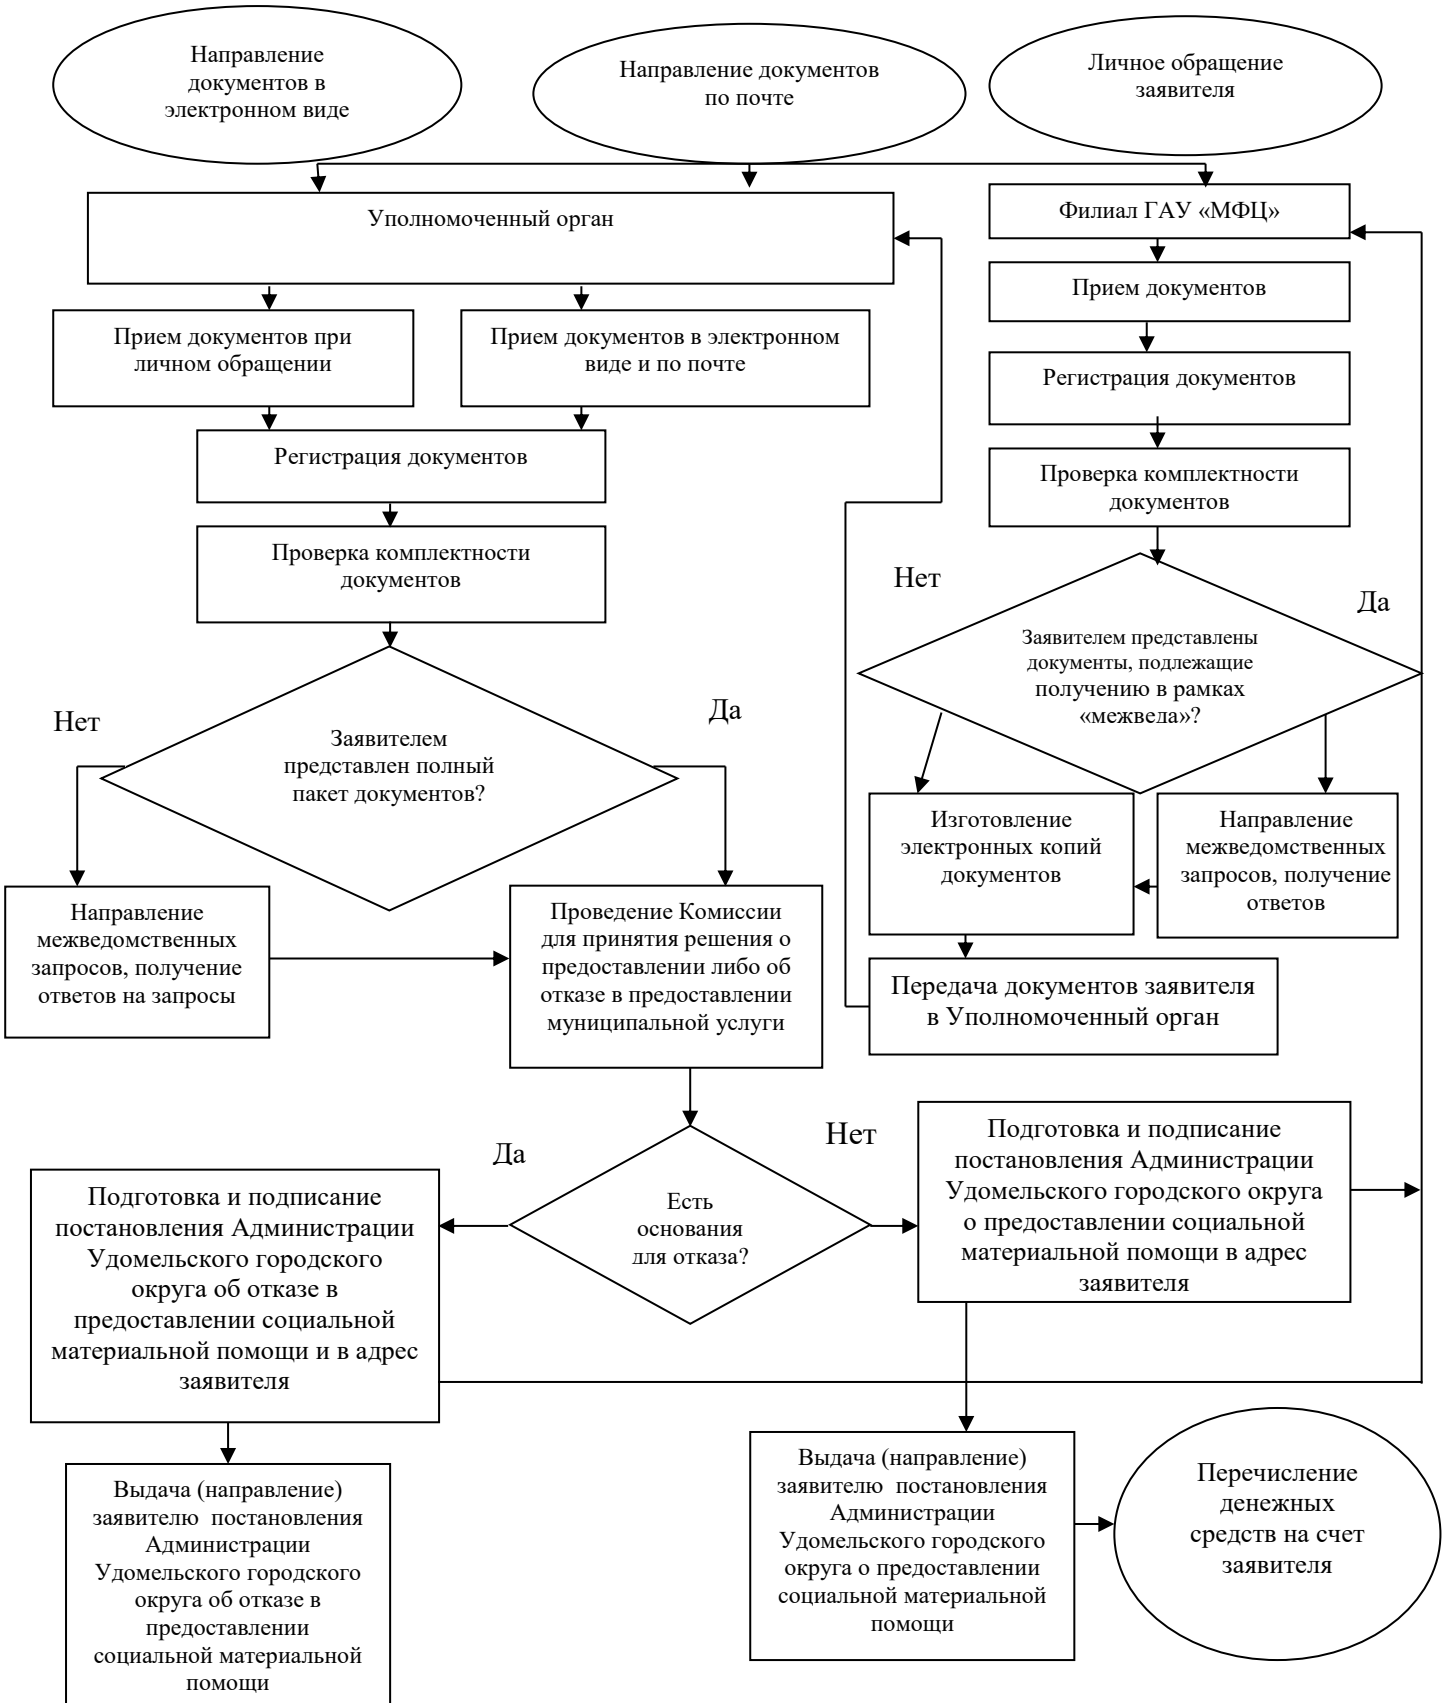 Направление
документов в
электронном виде
Направление документов
по почте
Личное обращение
заявителя
Уполномоченный орган
Филиал ГАУ «МФЦ»
Прием документов
Прием документов при
личном обращении
Прием документов в электронном
виде и по почте
Регистрация документов
Регистрация документов
Проверка комплектности
документов
Проверка комплектности
документов
Нет
Да
Заявителем представлены
документы, подлежащие
получению в рамках
«межведа»?
Нет
Да
Заявителем
представлен полный
пакет документов?
Изготовление
электронных копий
документов
Направление
межведомственных
запросов, получение
ответов
Направление
межведомственных
запросов, получение
ответов на запросы
Проведение Комиссии
для принятия решения о
предоставлении либо об
отказе в предоставлении
муниципальной услуги
Передача документов заявителя
в Уполномоченный орган
Да
Нет
Есть
основания
для отказа?
Подготовка и подписание
постановления Администрации
Удомельского городского округа
о предоставлении социальной
материальной помощи в адрес
заявителя
Подготовка и подписание
постановления Администрации
Удомельского городского
округа об отказе в
предоставлении социальной
материальной помощи и в адрес
заявителя
Выдача (направление)
заявителю постановления
Администрации
Удомельского городского
округа об отказе в
предоставлении
социальной материальной
помощи
Выдача (направление)
заявителю постановления
Администрации
Удомельского городского
округа о предоставлении
социальной материальной
помощи
Перечисление
денежных
средств на счет
заявителя